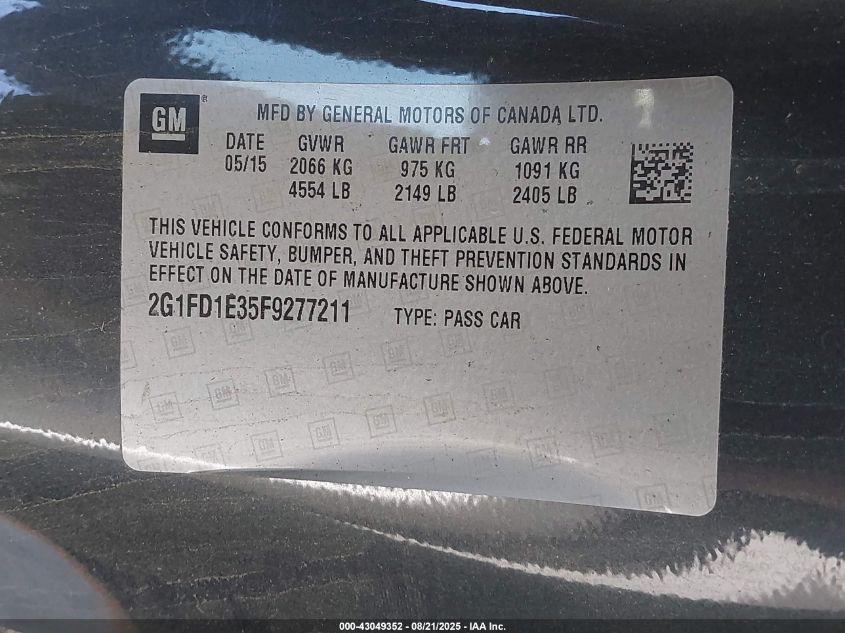 GM ®
MFD BY GENERAL MOTORS OF CANADA LTD.
DATE GVWR GAWR FRT GAWR RR
05/15 2066 KG 975 KG 1091 KG
4554 LB 2149 LB 2405 LB
THIS VEHICLE CONFORMS TO ALL APPLICABLE U.S. FEDERAL MOTOR
VEHICLE SAFETY, BUMPER, AND THEFT PREVENTION STANDARDS IN
EFFECT ON THE DATE OF MANUFACTURE SHOWN ABOVE.
2G1FD1E35F9277211 TYPE: PASS CAR
000-43049352 - 08/21/2025 - IAA Inc.